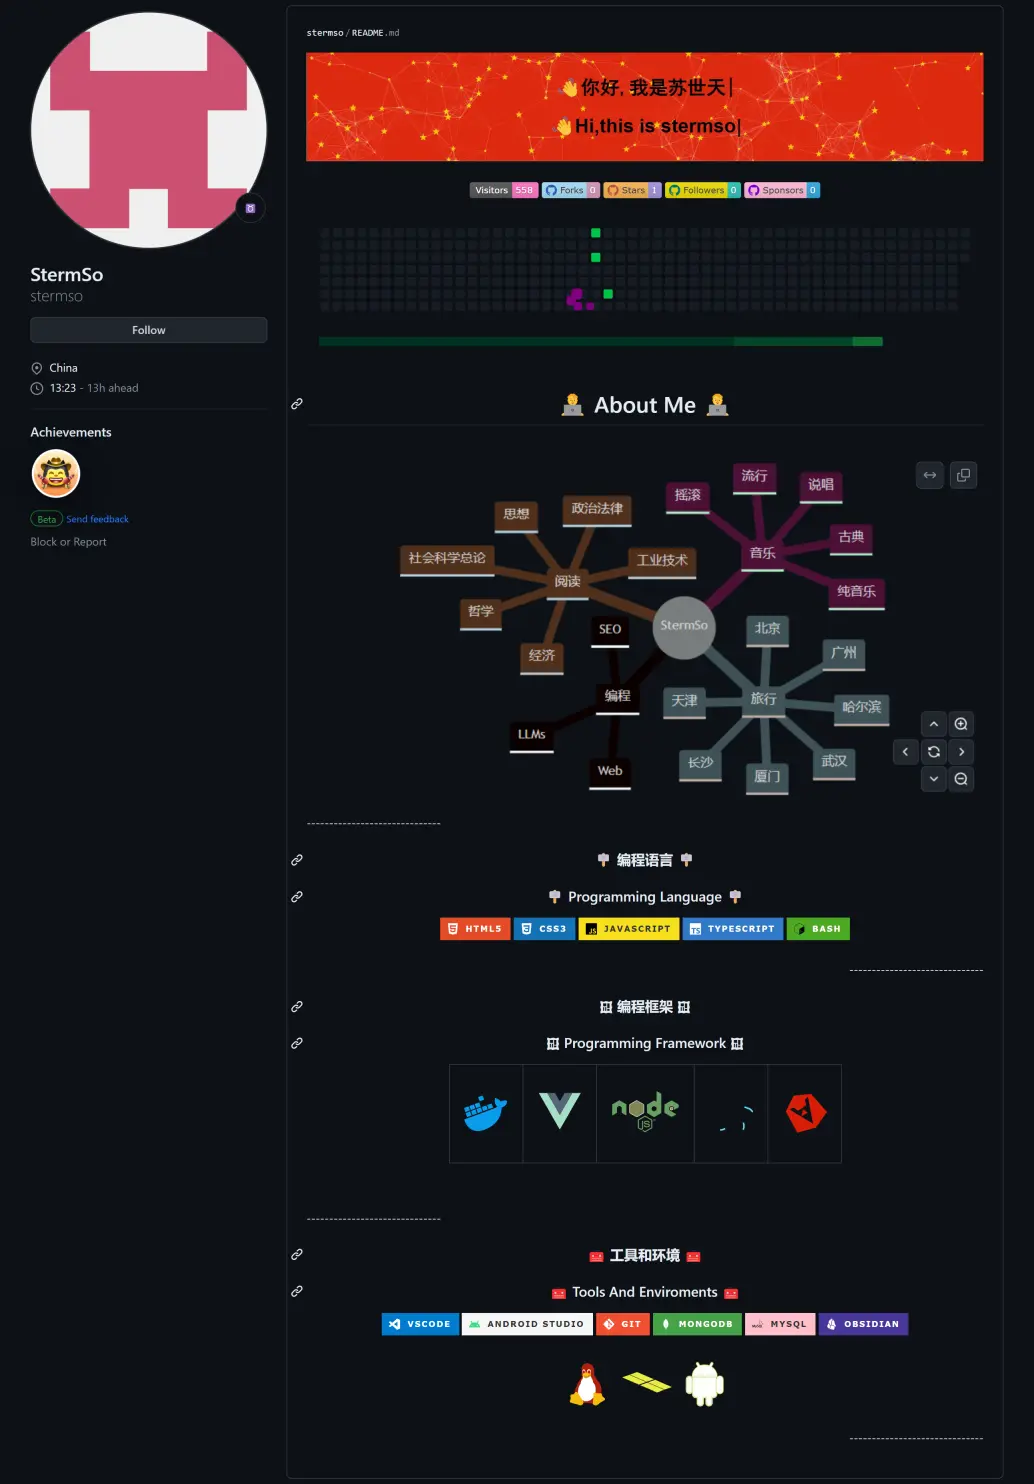 StermSo
stermso
Follow
China
13:23 - 13h ahead
Achievements
Beta Send feedback
Block or Report
stermso/README.md
👋你好, 我是苏世天|
👋Hi,this is stermso|
Visitors 558 Forks 0 Stars 1 Followers 0 Sponsors 0
About Me
流行
说唱
摇滚
思想
政治法律
古典
音乐
社会科学总论
工业技术
阅读
纯音乐
哲学
StermSo
SEO
北京
广州
经济
编程
天津
旅行
哈尔滨
LLMs
长沙
武汉
Web
厦门
------------------------------
编程语言
Programming Language
HTML5 CSS3 JAVASCRIPT TYPESCRIPT BASH
------------------------------
编程框架
Programming Framework
node
JS
------------------------------
工具和环境
Tools And Enviroments
VSCODE ANDROID STUDIO GIT MONGODB MYSQL OBSIDIAN
------------------------------